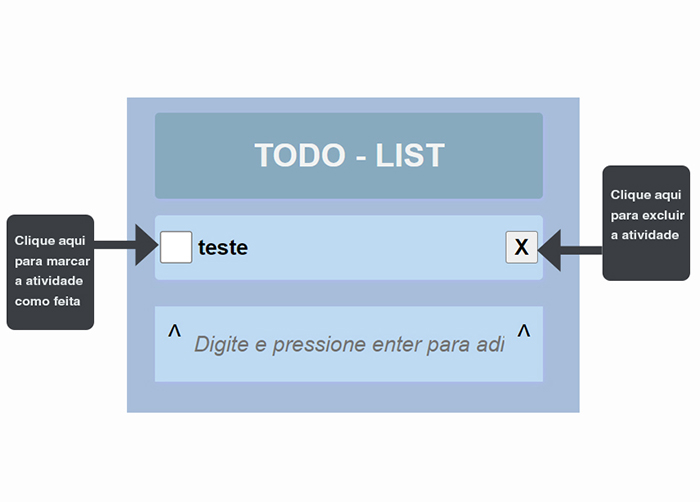 TODO - LIST
Clique aqui
para marcar
a atividade
como feita
teste
X
Clique aqui
para excluir
a atividade
^ Digite e pressione enter para adi ^